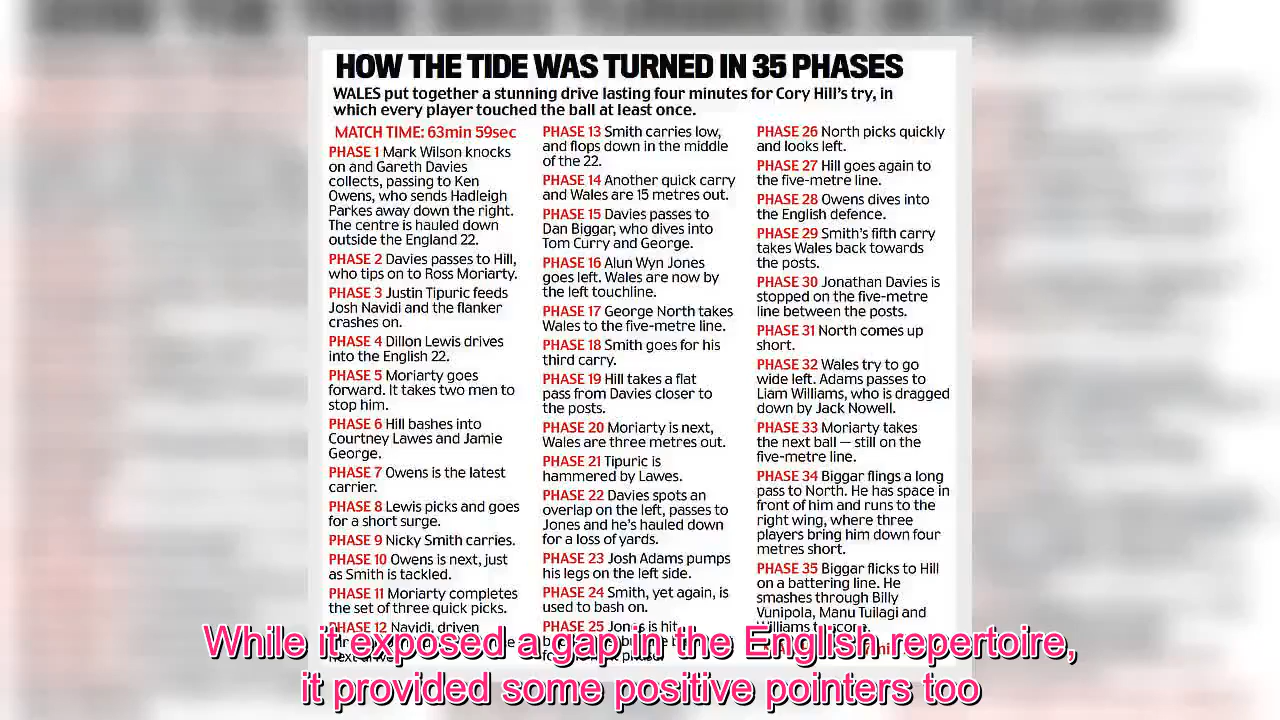 HOW THE TIDE WAS TURNED IN 35 PHASES
WALES put together a stunning drive lasting four minutes for Cory Hill's try, in
which every player touched the ball at least once.
MATCH TIME: 63min 59sec
PHASE 1 Mark Wilson knocks
on and Gareth Davies
collects, passing to Ken
Owens, who sends Hadleigh
Parkes away down the right.
The centre is hauled down
outside the England 22.
PHASE 2 Davies passes to Hill,
who tips on to Ross Moriarty.
PHASE 3 Justin Tipuric feeds
Josh Navidi and the flanker
crashes on.
PHASE 4 Dillon Lewis drives
into the English 22.
PHASE 5 Moriarty goes
forward. It takes two men to
stop him.
PHASE 6 Hill bashes into
Courtney Lawes and Jamie
George.
PHASE 7 Owens is the latest
carrier.
PHASE 8 Lewis picks and goes
for a short surge.
PHASE 9 Nicky Smith carries.
PHASE 10 Owens is next, just
as Smith is tackled.
PHASE 11 Moriarty completes
the set of three quick picks.
PHASE 12 Navidi, driven
PHASE 13 Smith carries low,
and flops down in the middle
of the 22.
PHASE 14 Another quick carry
and Wales are 15 metres out.
PHASE 15 Davies passes to
Dan Biggar, who dives into
Tom Curry and George.
PHASE 16 Alun Wyn Jones
goes left. Wales are now by
the left touchline.
PHASE 17 George North takes
Wales to the five-metre line.
PHASE 18 Smith goes for his
third carry.
PHASE 19 Hill takes a flat
pass from Davies closer to
the posts.
PHASE 20 Moriarty is next,
Wales are three metres out.
PHASE 21 Tipuric is
hammered by Lawes.
PHASE 22 Davies spots an
overlap on the left, passes to
Jones and he's hauled down
for a loss of yards.
PHASE 23 Josh Adams pumps
his legs on the left side.
PHASE 24 Smith, yet again, is
used to bash on.
PHASE 25 Jones is hit
PHASE 26 North picks quickly
and looks left.
PHASE 27 Hill goes again to
the five-metre line.
PHASE 28 Owens dives into
the English defence.
PHASE 29 Smith's fifth carry
takes Wales back towards
the posts.
PHASE 30 Jonathan Davies is
stopped on the five-metre
line between the posts.
PHASE 31 North comes up
short.
PHASE 32 Wales try to go
wide left. Adams passes to
Liam Williams, who is dragged
down by Jack Nowell.
PHASE 33 Moriarty takes
the next ball — still on the
five-metre line.
PHASE 34 Biggar flings a long
pass to North. He has space in
front of him and runs to the
right wing, where three
players bring him down four
metres short.
PHASE 35 Biggar flicks to Hill
on a battering line. He
smashes through Billy
Vunipola, Manu Tuilagi and
Williams to score.
While it exposed a gap in the English repertoire,
it provided some positive pointers too